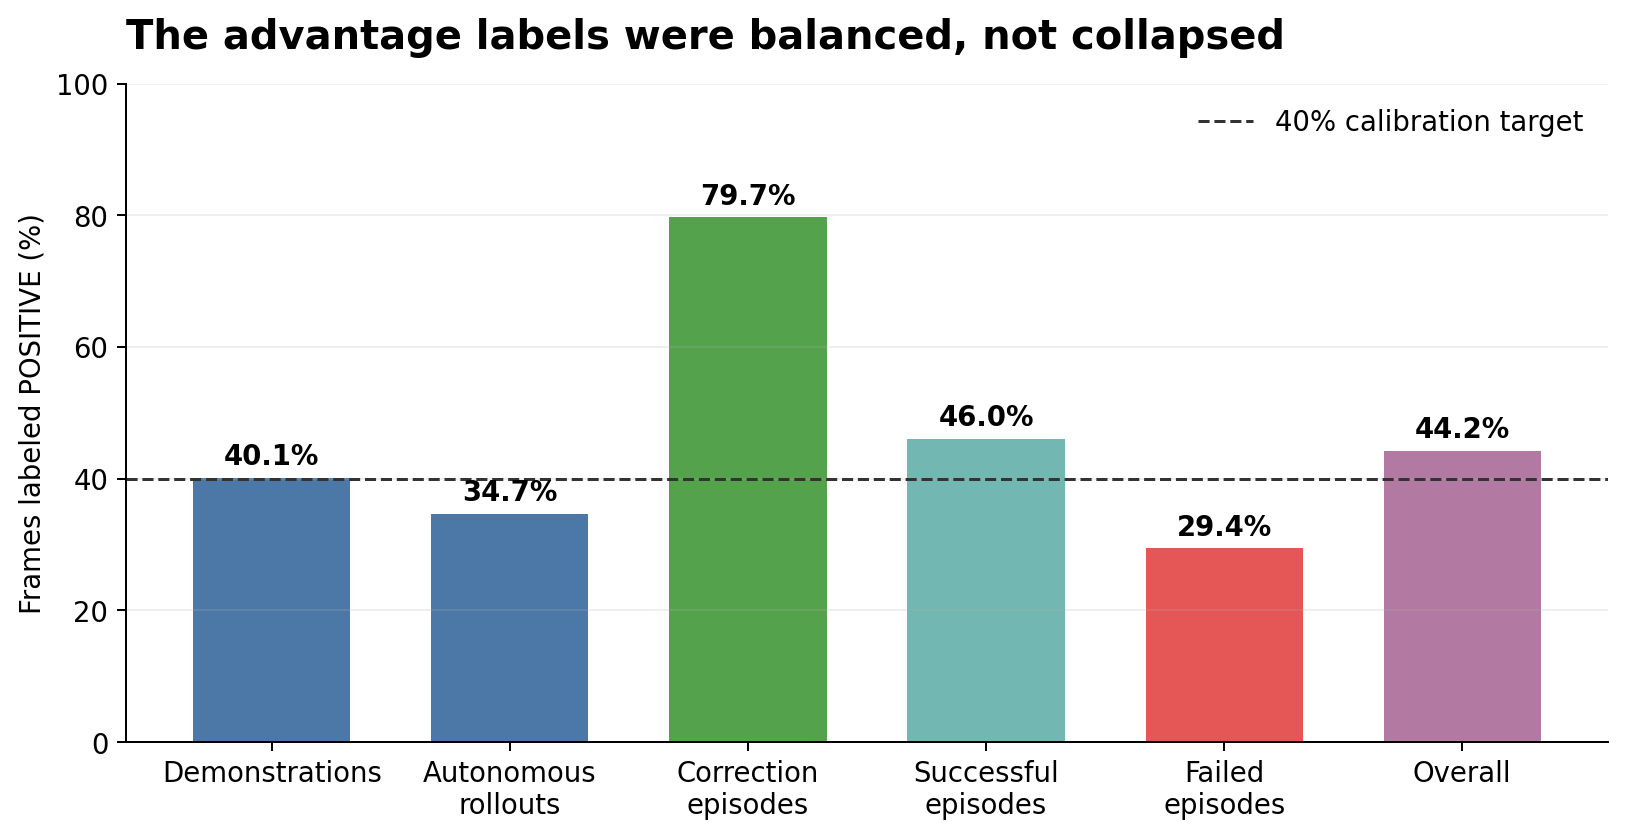 The advantage labels were balanced, not collapsed
100
80
60
40
20
0
Frames labeled POSITIVE (%)
40% calibration target
40.1%
34.7%
79.7%
46.0%
29.4%
44.2%
Demonstrations
Autonomous
rollouts
Correction
episodes
Successful
episodes
Failed
episodes
Overall